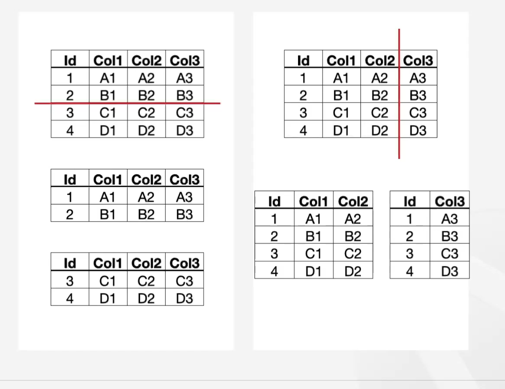 Id Col1 Col2 Col3
1 A1 A2 A3
2 B1 B2 B3
3 C1 C2 C3
4 D1 D2 D3
Id Col1 Col2 Col3
1 A1 A2 A3
2 B1 B2 B3
Id Col1 Col2 Col3
3 C1 C2 C3
4 D1 D2 D3
Id Col1 Col2 Col3
1 A1 A2 A3
2 B1 B2 B3
3 C1 C2 C3
4 D1 D2 D3
Id Col1 Col2
1 A1 A2
2 B1 B2
3 C1 C2
4 D1 D2
Id Col3
1 A3
2 B3
3 C3
4 D3